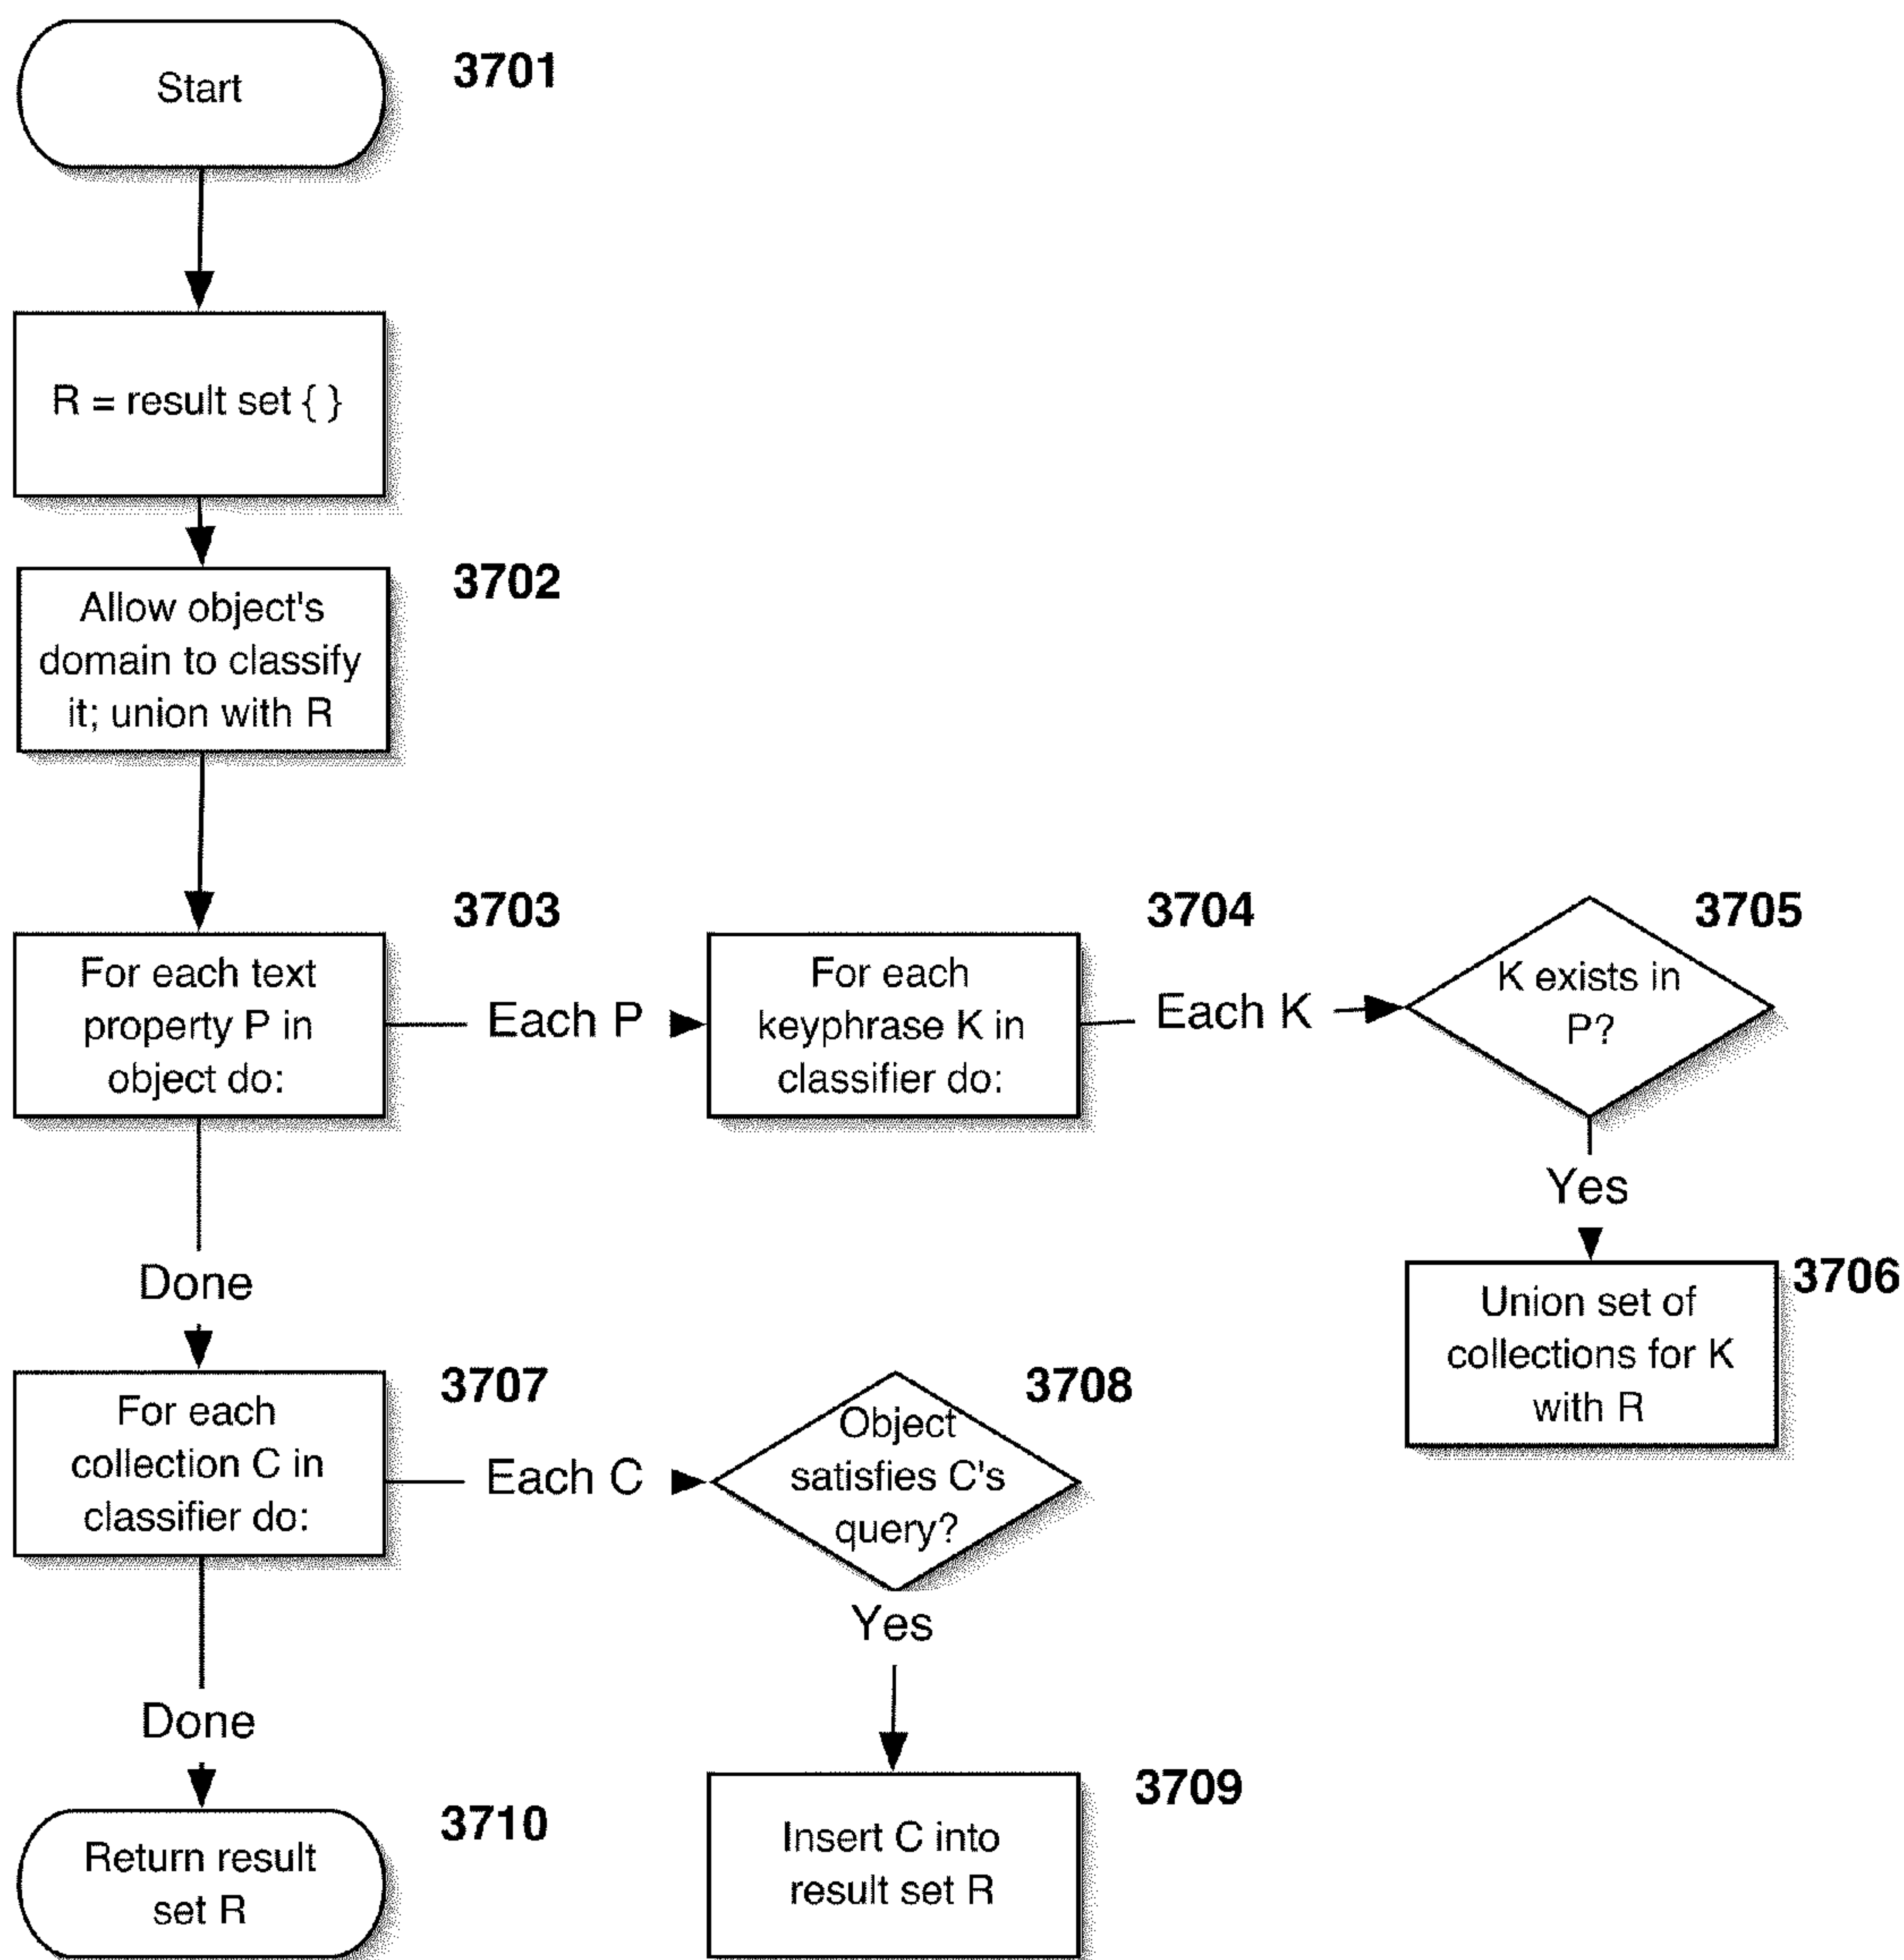 Start
3701
R = result set { }
Allow object's
domain to classify
it; union with R
3702
For each text
property P in
object do:
3703
Each P
For each
keyphrase K in
classifier do:
3704
Each K
K exists in
P?
3705
Yes
Union set of
collections for K
with R
3706
Done
For each
collection C in
classifier do:
3707
Each C
Object
satisfies C's
query?
3708
Yes
Insert C into
result set R
3709
Done
Return result
set R
3710